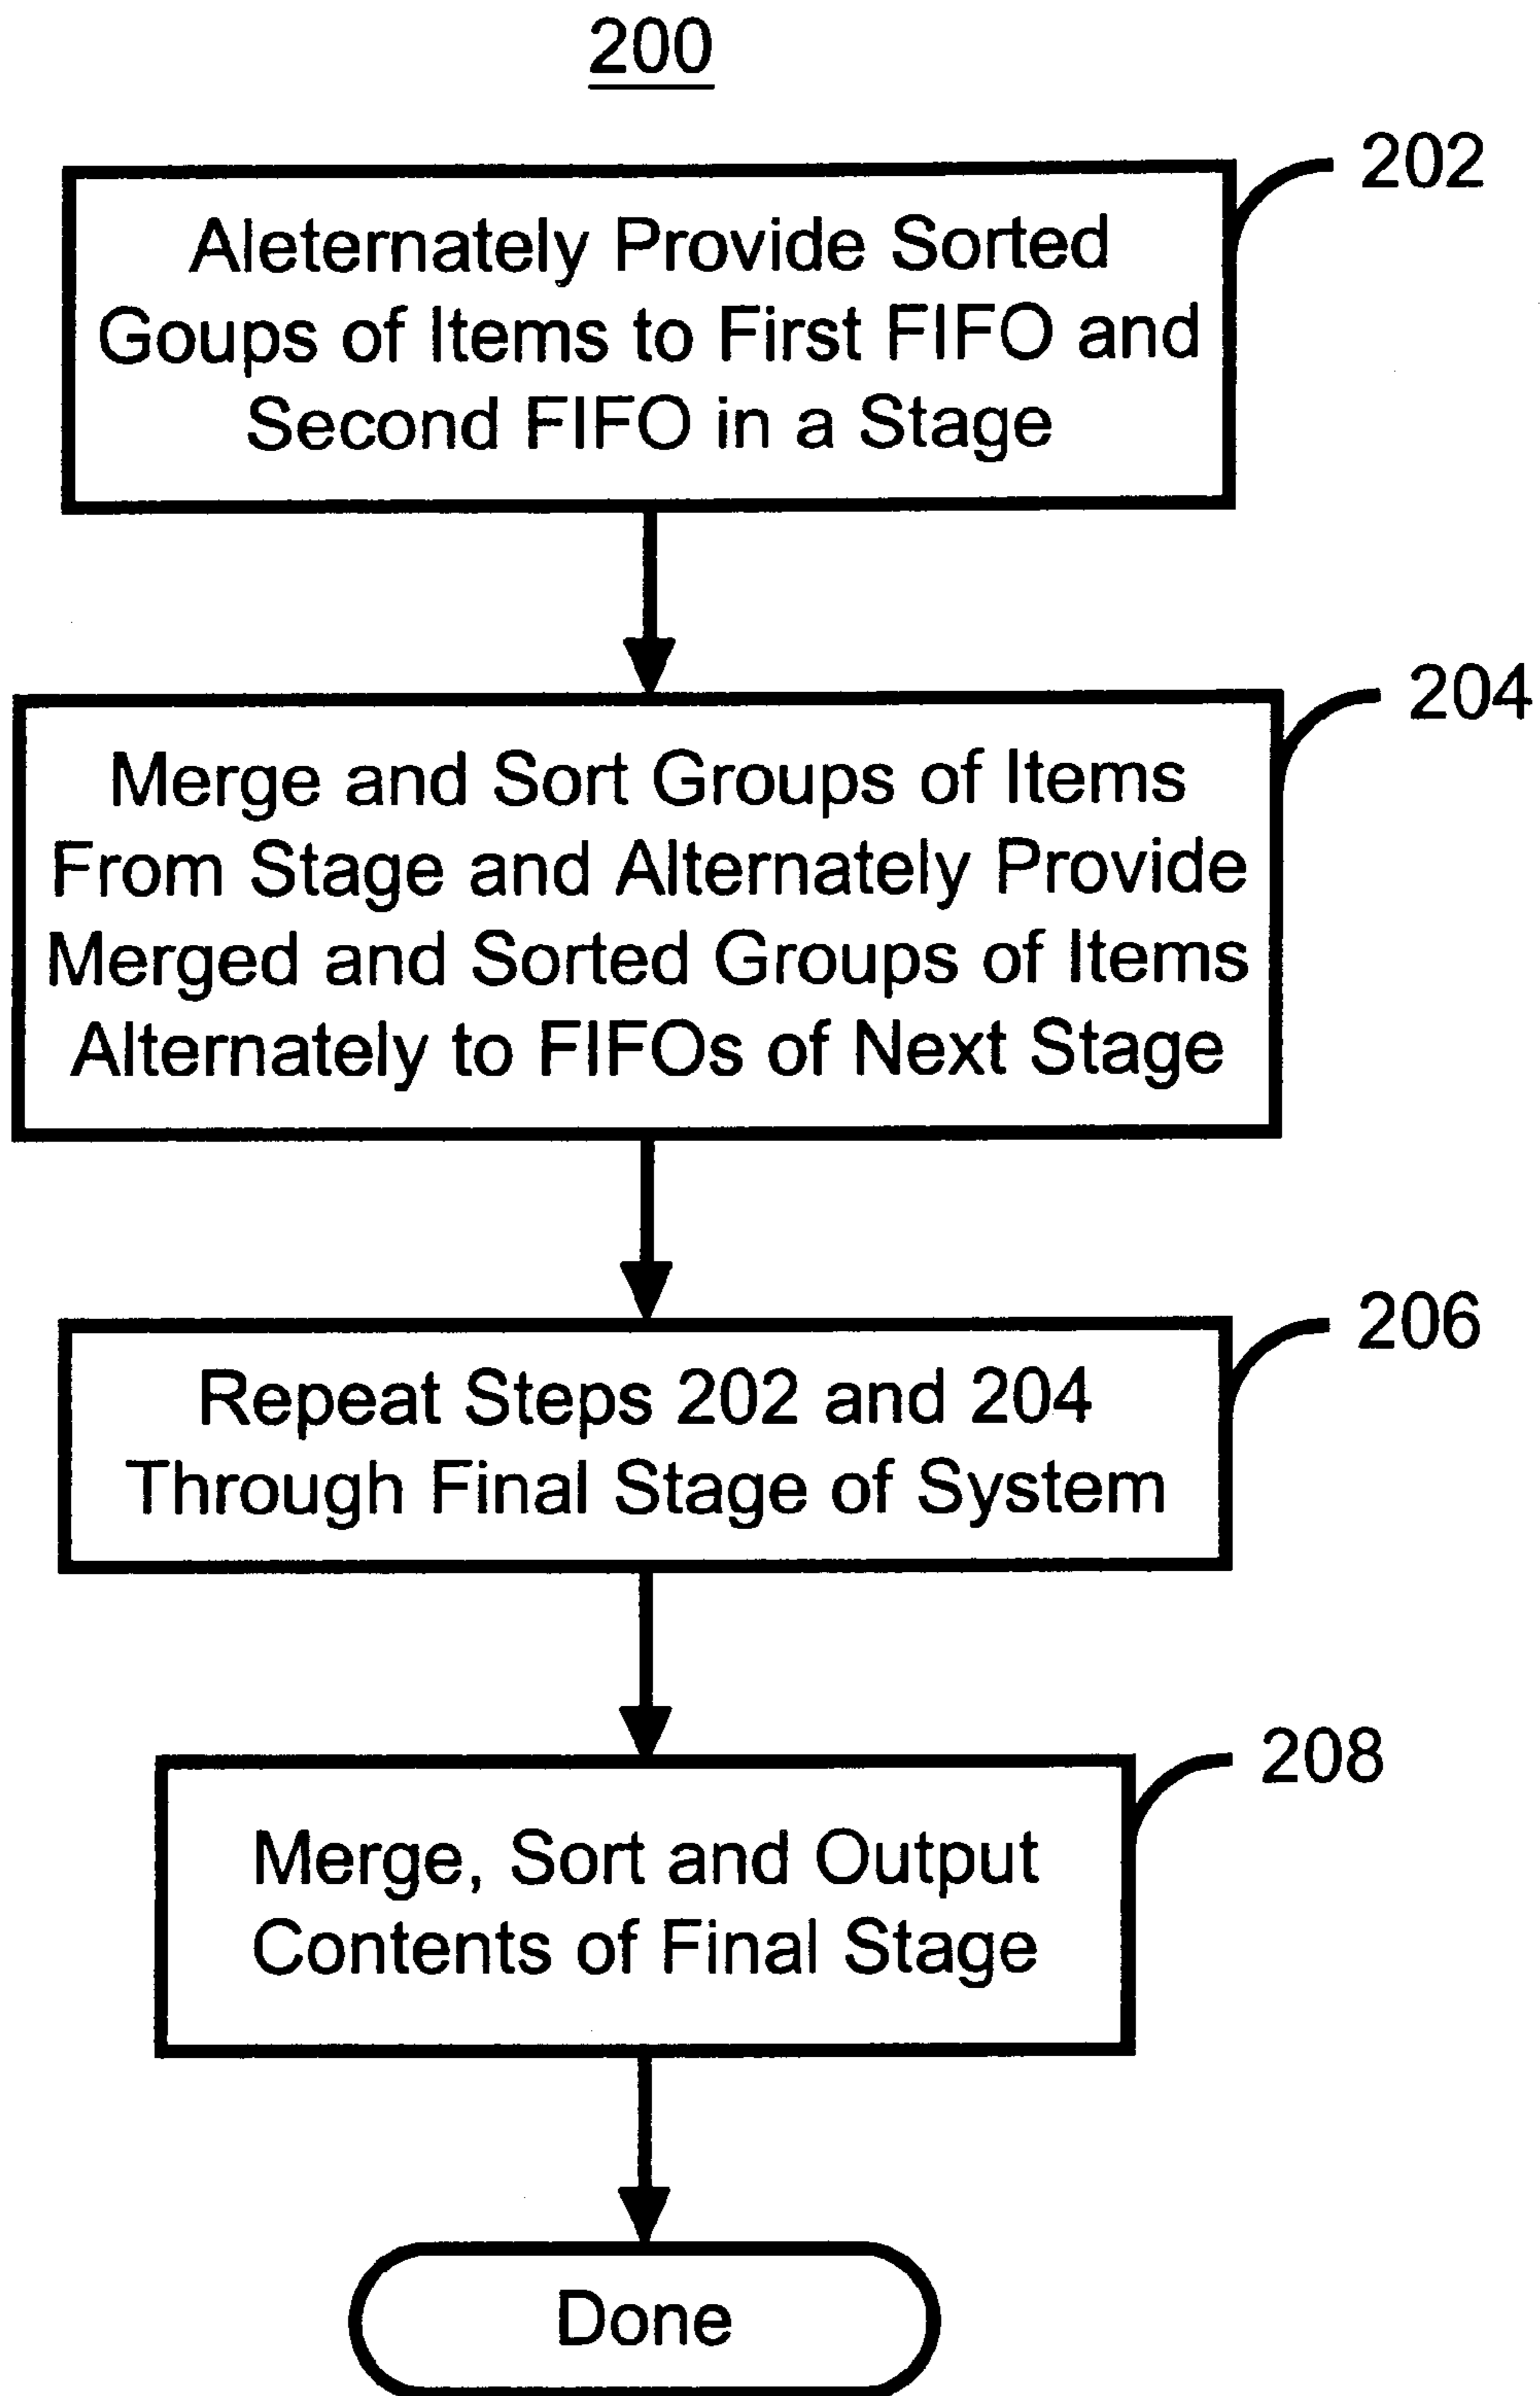 200
202
Aleternately Provide Sorted
Goups of Items to First FIFO and
Second FIFO in a Stage
204
Merge and Sort Groups of Items
From Stage and Alternately Provide
Merged and Sorted Groups of Items
Alternately to FIFOs of Next Stage
206
Repeat Steps 202 and 204
Through Final Stage of System
208
Merge, Sort and Output
Contents of Final Stage
Done